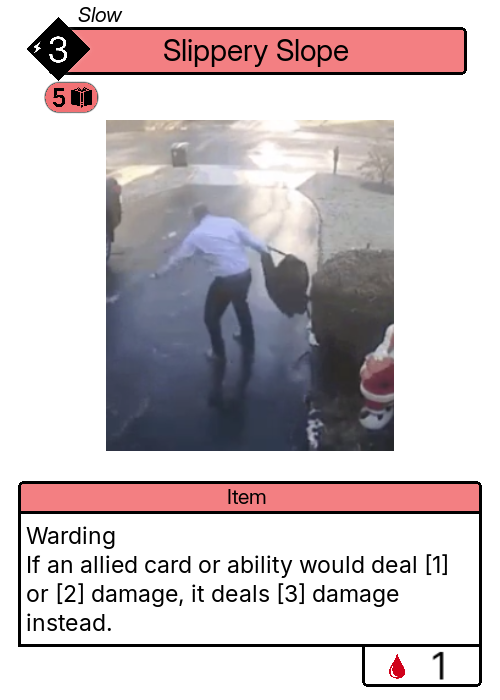 Slow
3
Slippery Slope
5
Item
Warding
If an allied card or ability would deal [1]
or [2] damage, it deals [3] damage
instead.
1